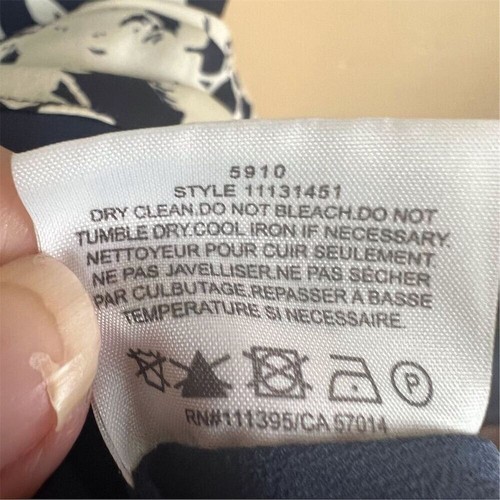 5910
STYLE 11131451
DRY CLEAN.DO NOT BLEACH.DO NOT
TUMBLE DRY.COOL IRON IF NECESSARY.
NETTOYEUR POUR CUIR SEULEMENT.
NE PAS JAVELLISER.NE PAS SECHER
PAR CULBUTAGE.REPASSER A BASSE
TEMPERATURE SI NECESSAIRE.
P
RN#111395/CA 57014